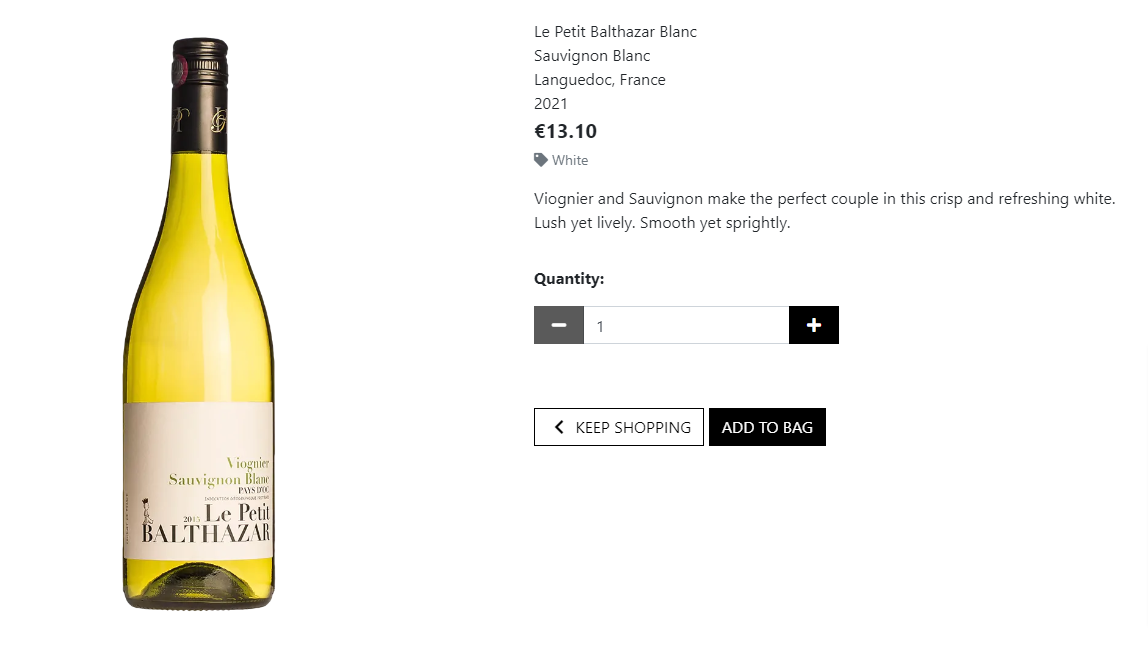 Le Petit Balthazar Blanc
Sauvignon Blanc
Languedoc, France
2021
€13.10
White
Viognier and Sauvignon make the perfect couple in this crisp and refreshing white.
Lush yet lively. Smooth yet sprightly.
Quantity:
1
KEEP SHOPPING
ADD TO BAG
Viognier
Sauvignon Blanc
PAYS D'OC
Le Petit
BALTHAZAR